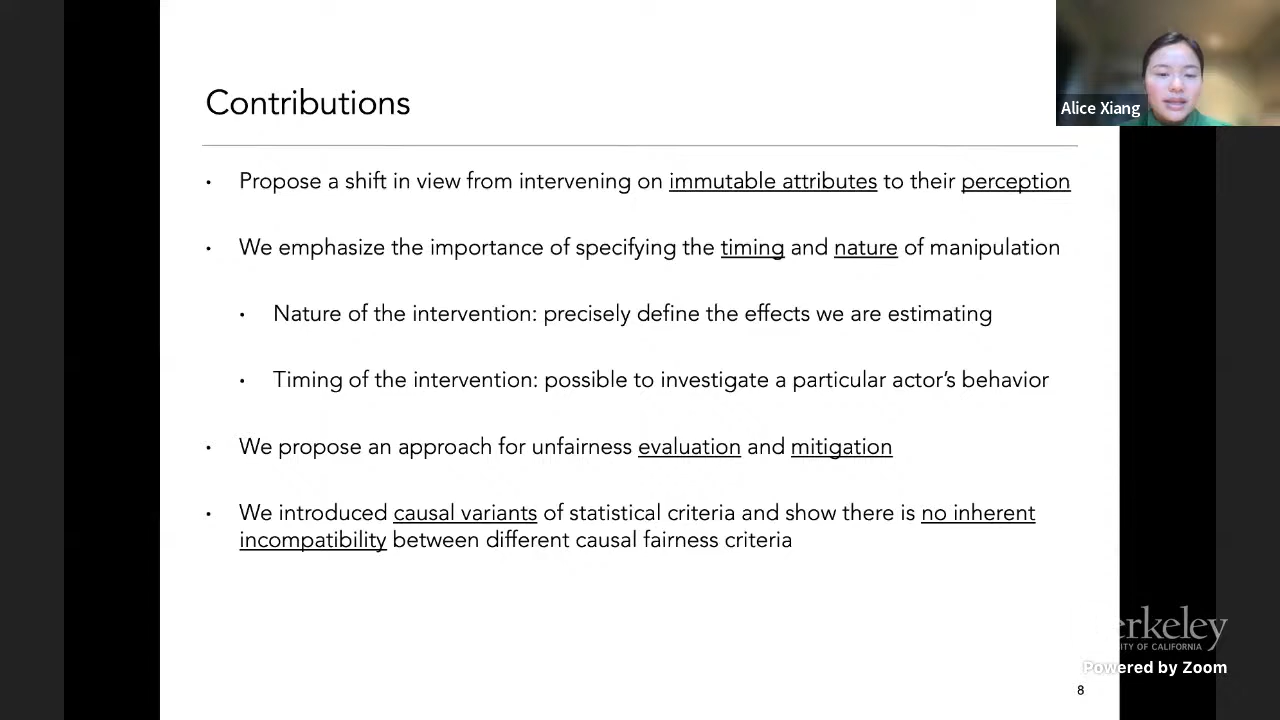 Contributions
Alice Xiang
• Propose a shift in view from intervening on immutable attributes to their perception
• We emphasize the importance of specifying the timing and nature of manipulation
• Nature of the intervention: precisely define the effects we are estimating
• Timing of the intervention: possible to investigate a particular actor's behavior
• We propose an approach for unfairness evaluation and mitigation
• We introduced causal variants of statistical criteria and show there is no inherent
incompatibility between different causal fairness criteria
erkeley
ITY OF CALIFORNIA
Powered by Zoom
8